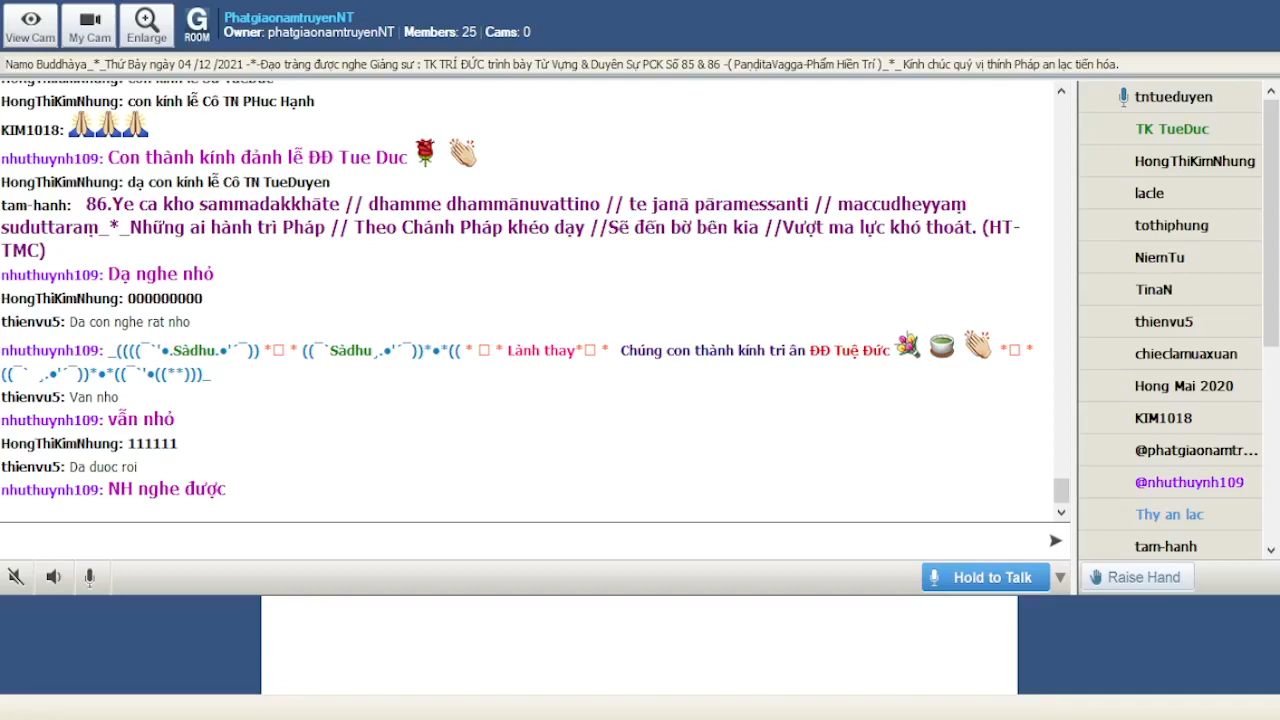 View Cam
My Cam
Enlarge
G
ROOM
PhatgiaonamtruyenNT
Owner: phatgiaonamtruyenNT | Members: 25 | Cams: 0
Namo Buddhàya_*_Thứ Bảy ngày 04 /12 /2021 -*-Đạo tràng được nghe Giảng sư : TK TRÍ ĐỨC trình bày Từ Vựng & Duyên Sự PCK Số 85 & 86 -( PaṇḍitaVagga-Phẩm Hiền Trí )_*_ Kính chúc quý vị thính Pháp an lạc tiến hóa.
HongThiKimNhung: con kính lễ Sư TueDuc
HongThiKimNhung: con kính lễ Cô TN PHuc Hạnh
KIM1018:
nhuthuynh109: Con thành kính đảnh lễ ĐĐ Tue Duc
HongThiKimNhung: dạ con kính lễ Cô TN TueDuyen
tam-hanh: 86.Ye ca kho sammadakkhāte // dhamme dhammānuvattino // te janā pāramessanti // maccudheyyaṃ
suduttaraṃ_*_Những ai hành trì Pháp // Theo Chánh Pháp khéo dạy //Sẽ đến bờ bên kia //Vượt ma lực khó thoát. (HT-
TMC)
nhuthuynh109: Dạ nghe nhỏ
HongThiKimNhung: 000000000
thienvu5: Da con nghe rat nho
nhuthuynh109: _((((¯`'•.Sàdhu.•'´¯)) *▯ * ((¯`Sàdhu¸.•'´¯))*•*(( * ▯ * Lành thay*▯ * Chúng con thành kính tri ân ĐĐ Tuệ Đức *▯ *
((¯` ¸.•'´¯))*•*((¯`'•((**)))_
thienvu5: Van nho
nhuthuynh109: vẫn nhỏ
HongThiKimNhung: 111111
thienvu5: Da duoc roi
nhuthuynh109: NH nghe được
Hold to Talk
tntueduyen
TK TueDuc
HongThiKimNhung
lacle
tothiphung
NiemTu
TinaN
thienvu5
chieclamuaxuan
Hong Mai 2020
KIM1018
@phatgiaonamtr...
@nhuthuynh109
Thy an lac
tam-hanh
Raise Hand